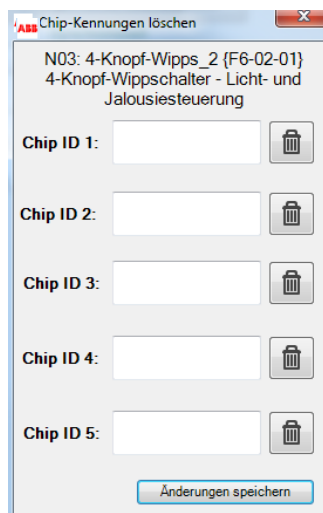 ABB Chip-Kennungen löschen
N03: 4-Knopf-Wipps_2 {F6-02-01}
4-Knopf-Wippschalter - Licht- und
Jalousiesteuerung
Chip ID 1:
Chip ID 2:
Chip ID 3:
Chip ID 4:
Chip ID 5:
Änderungen speichern